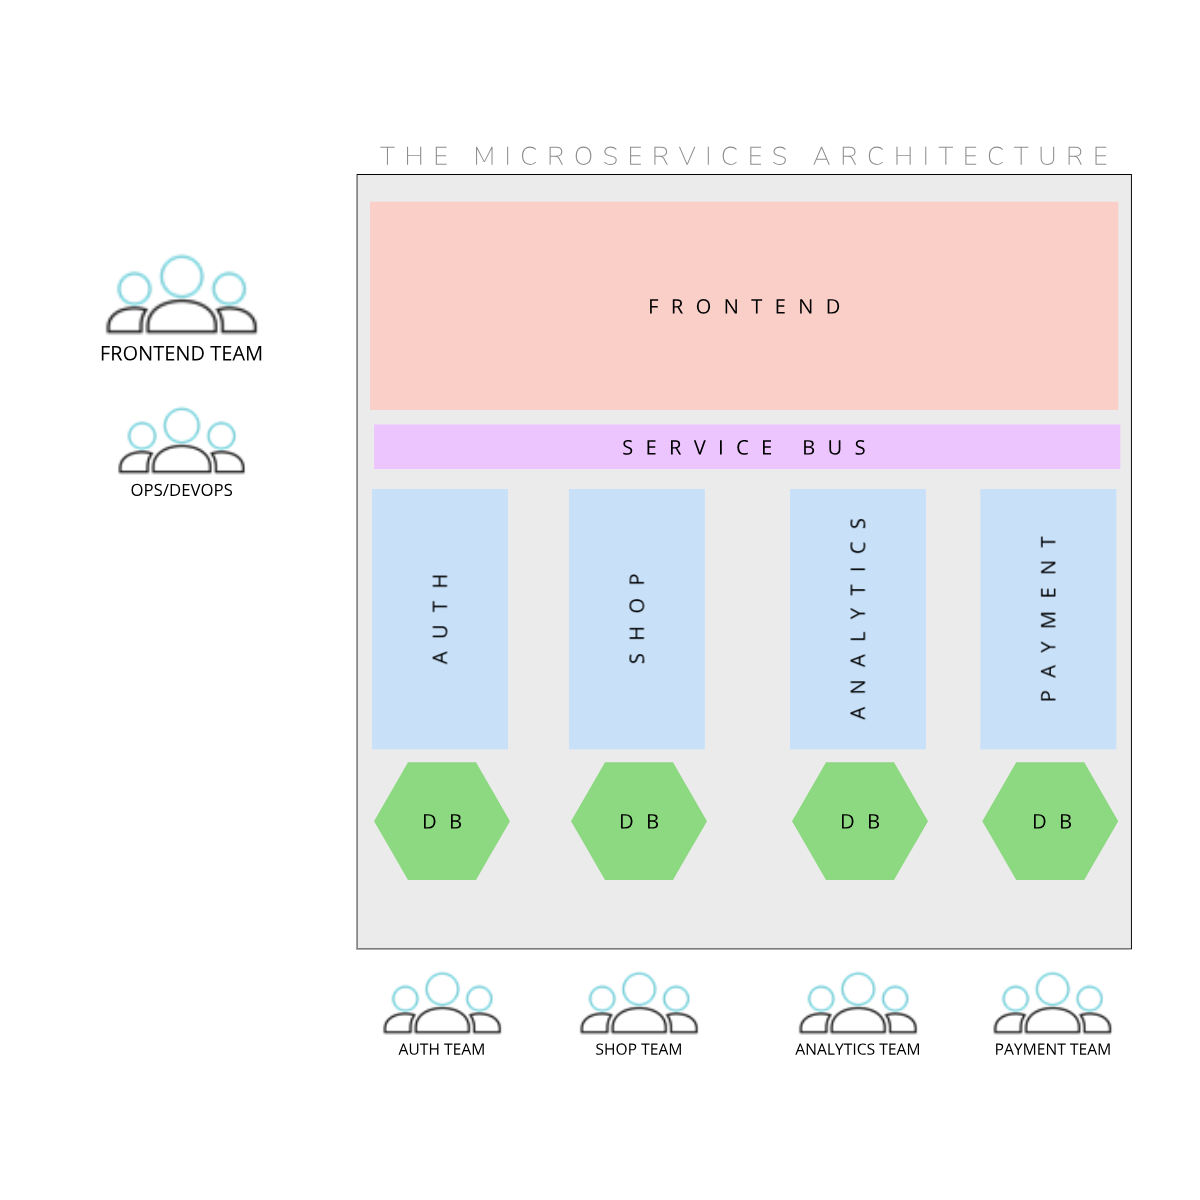 THE MICROSERVICES ARCHITECTURE
FRONTEND
FRONTEND TEAM
SERVICE BUS
OPS/DEVOPS
AUTH
SHOP
ANALYTICS
PAYMENT
DB
DB
DB
DB
AUTH TEAM
SHOP TEAM
ANALYTICS TEAM
PAYMENT TEAM